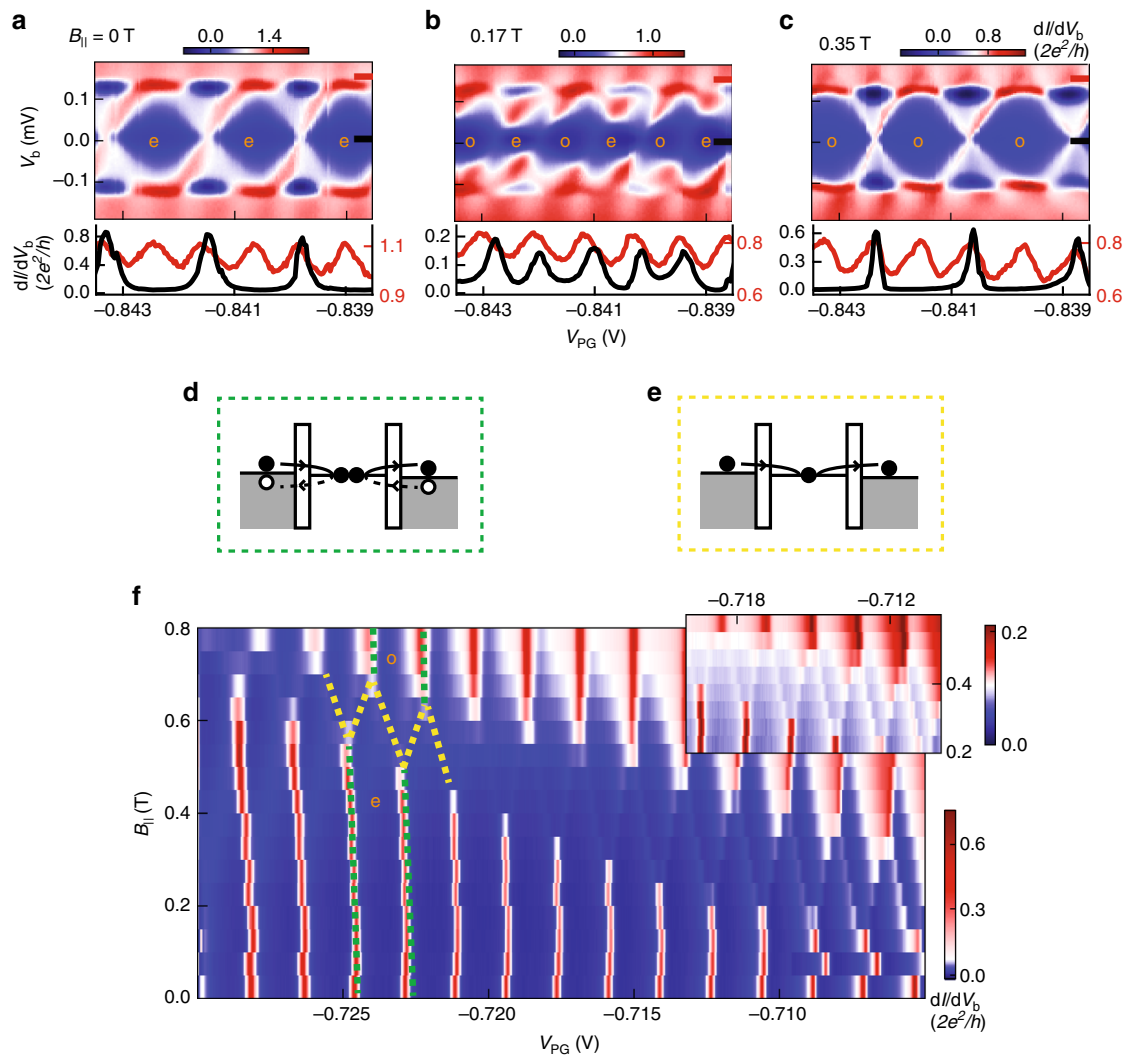 a
B|| = 0 T
0.0 1.4
Vb (mV)
0.1
0.0
−0.1
e e e
dI/dVb
(2e²/h)
0.8
0.4
0.0
1.1
0.9
−0.843 −0.841 −0.839
b
0.17 T
0.0 1.0
o e o e o e
0.2
0.1
0.0
0.8
0.6
−0.843 −0.841 −0.839
VPG (V)
c
0.35 T
0.0 0.8
dI/dVb
(2e²/h)
o o o
0.6
0.3
0.0
0.8
0.6
−0.843 −0.841 −0.839
d
e
f
B|| (T)
0.8
0.6
0.4
0.2
0.0
o
e
−0.725 −0.720 −0.715 −0.710
VPG (V)
−0.718 −0.712
0.4
0.2
0.2
0.0
0.6
0.3
0.0
dI/dVb
(2e²/h)